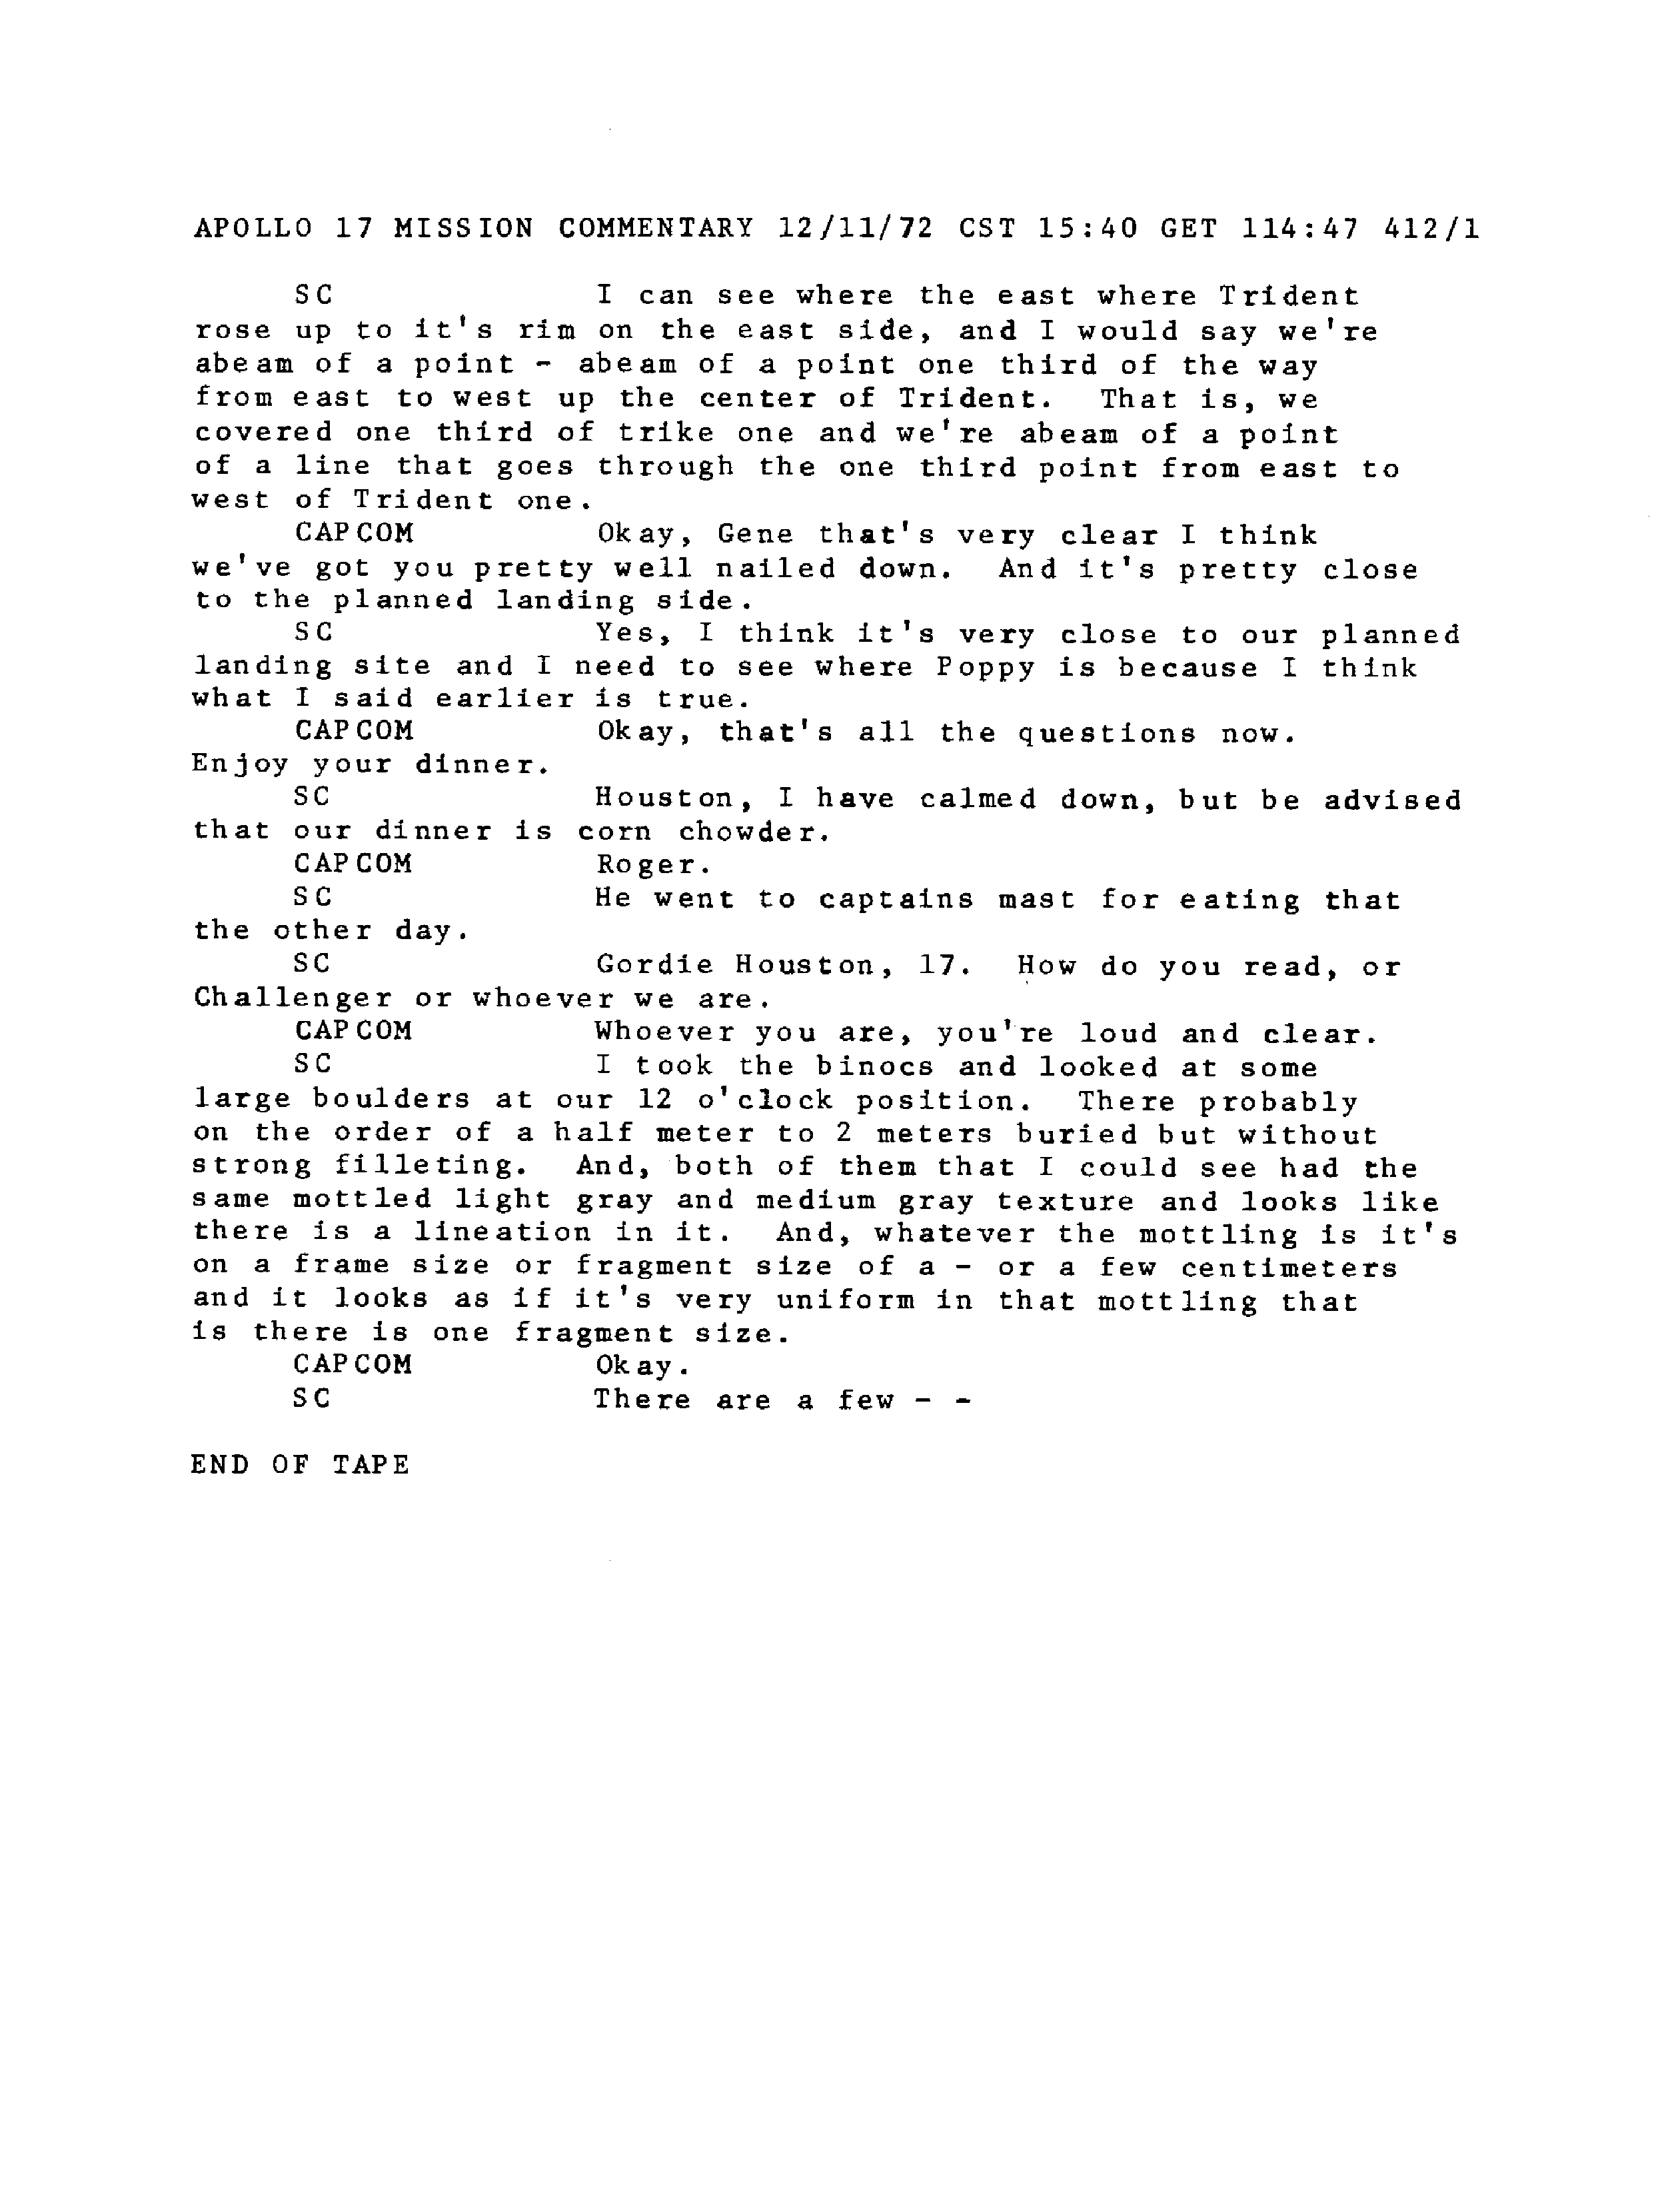 APOLLO 17 MISSION COMMENTARY 12/11/72 CST 15:40 GET 114:47 412/1
SC I can see where the east where Trident
rose up to it's rim on the east side, and I would say we're
abeam of a point - abeam of a point one third of the way
from east to west up the center of Trident. That is, we
covered one third of trike one and we're abeam of a point
of a line that goes through the one third point from east to
west of Trident one.
CAPCOM Okay, Gene that's very clear I think
we've got you pretty well nailed down. And it's pretty close
to the planned landing side.
SC Yes, I think it's very close to our planned
landing site and I need to see where Poppy is because I think
what I said earlier is true.
CAPCOM Okay, that's all the questions now.
Enjoy your dinner.
SC Houston, I have calmed down, but be advised
that our dinner is corn chowder.
CAPCOM Roger.
SC He went to captains mast for eating that
the other day.
SC Gordie Houston, 17. How do you read, or
Challenger or whoever we are.
CAPCOM Whoever you are, you're loud and clear.
SC I took the binocs and looked at some
large boulders at our 12 o'clock position. There probably
on the order of a half meter to 2 meters buried but without
strong filleting. And, both of them that I could see had the
same mottled light gray and medium gray texture and looks like
there is a lineation in it. And, whatever the mottling is it's
on a frame size or fragment size of a - or a few centimeters
and it looks as if it's very uniform in that mottling that
is there is one fragment size.
CAPCOM Okay.
SC There are a few - -
END OF TAPE